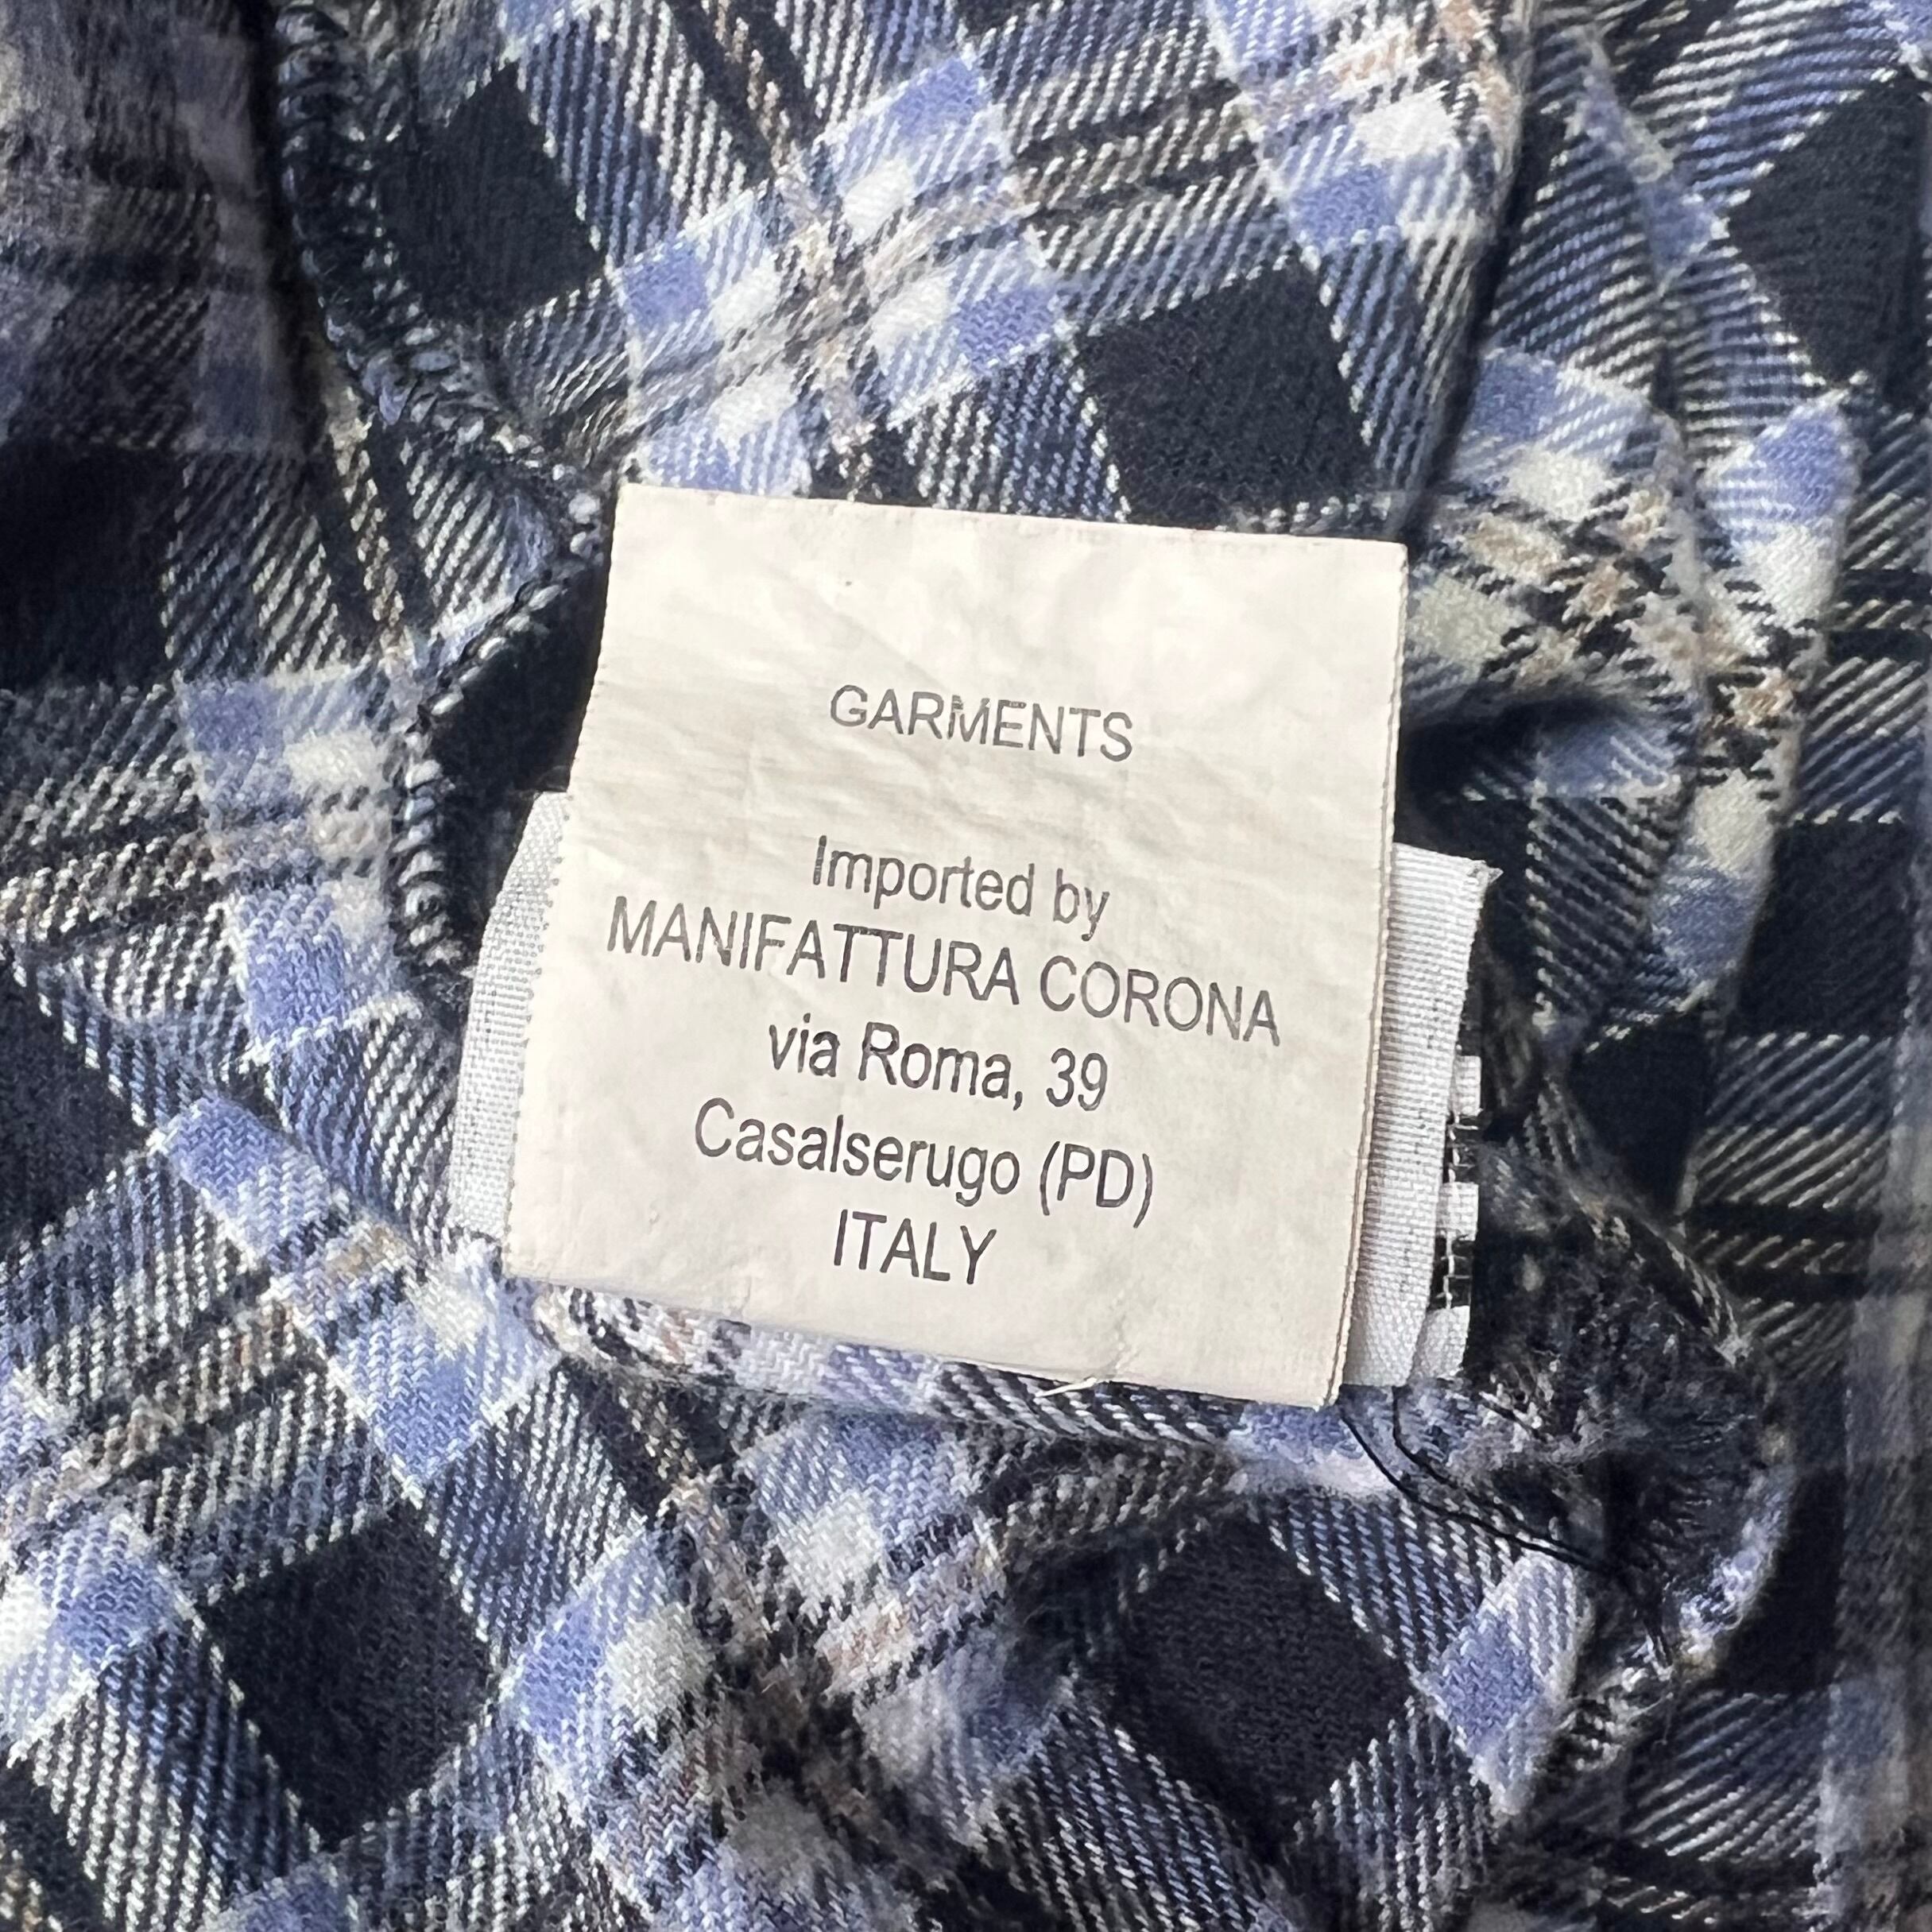 GARMENTS
Imported by
MANIFATTURA CORONA
via Roma, 39
Casalserugo (PD)
ITALY